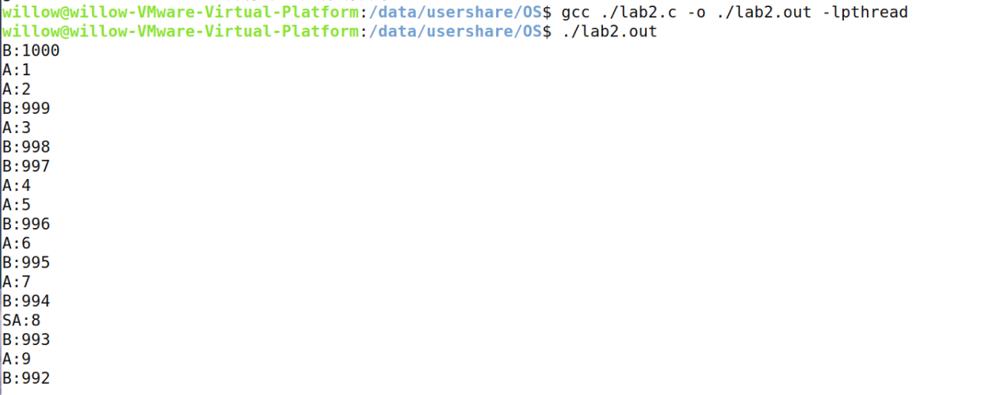 willow@willow-VMware-Virtual-Platform:/data/usershare/OS$ gcc ./lab2.c -o ./lab2.out -lpthread
willow@willow-VMware-Virtual-Platform:/data/usershare/OS$ ./lab2.out
B:1000
A:1
A:2
B:999
A:3
B:998
B:997
A:4
A:5
B:996
A:6
B:995
A:7
B:994
SA:8
B:993
A:9
B:992